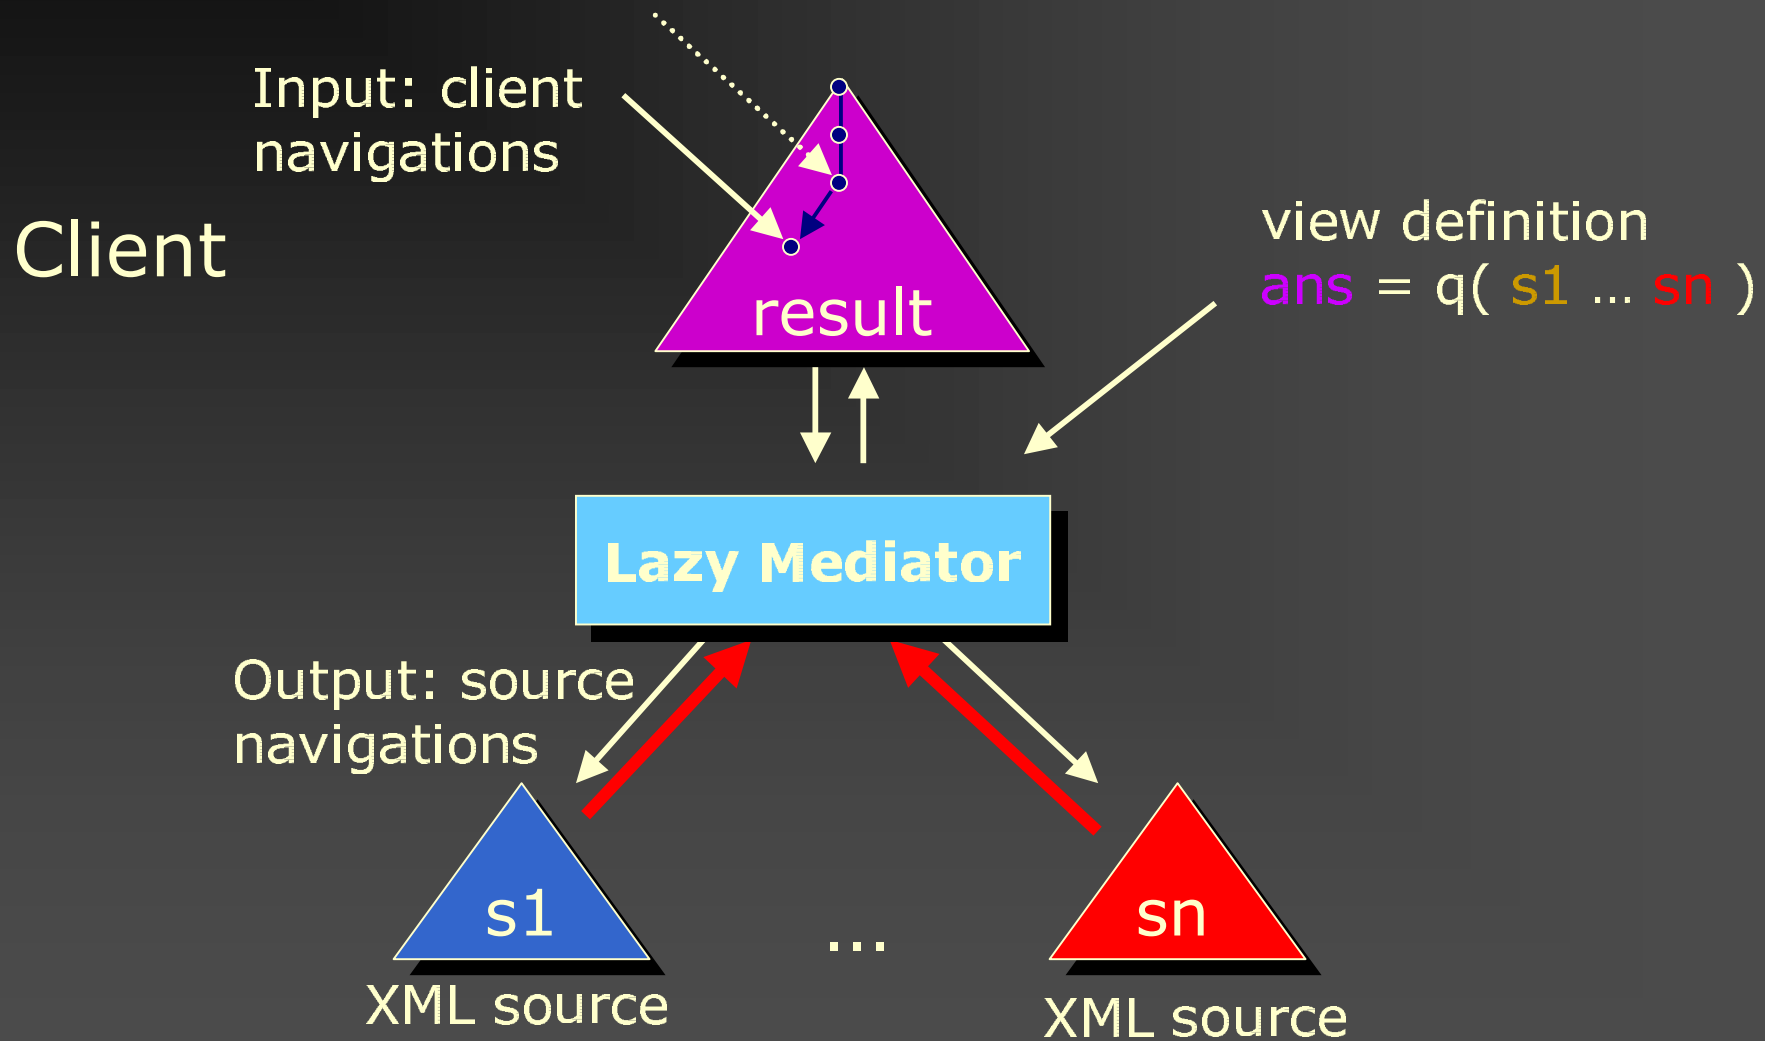 Input: client
navigations
Client
result
view definition
ans = q( s1 … sn )
Lazy Mediator
Output: source
navigations
s1
...
sn
XML source
XML source